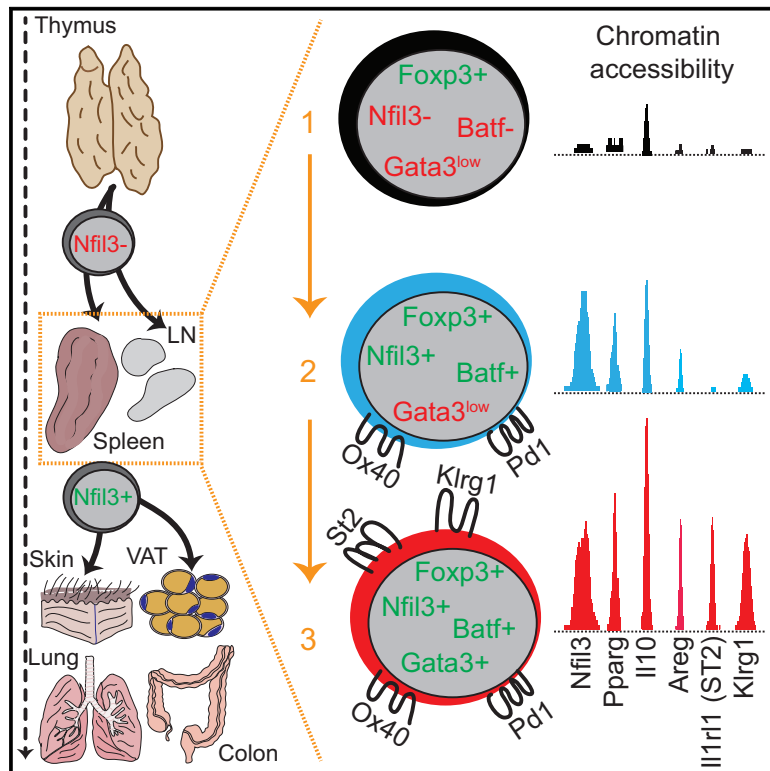 Thymus
Nfil3-
LN
Spleen
Nfil3+
Skin
VAT
Lung
Colon
1
Foxp3+
Nfil3-
Batf-
Gata3low
2
Foxp3+
Nfil3+
Batf+
Gata3low
Ox40
Pd1
3
St2
Klrg1
Foxp3+
Nfil3+
Batf+
Gata3+
Ox40
Pd1
Chromatin
accessibility
Nfil3
Pparg
Il10
Areg
Il1rl1 (ST2)
Klrg1